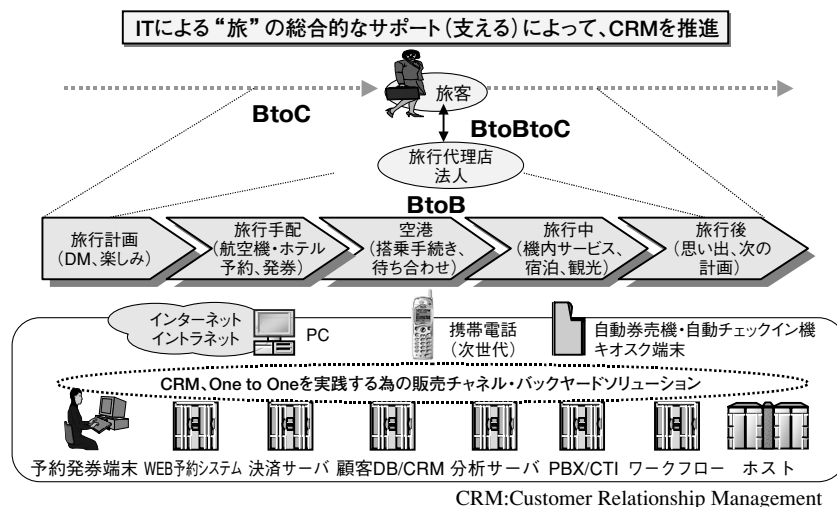 ITによる“旅”の総合的なサポート(支える)によって、CRMを推進
旅客
BtoC
BtoBtoC
旅行代理店
法人
BtoB
旅行計画
(DM、楽しみ)
旅行手配
(航空機・ホテル
予約、発券)
空港
(搭乗手続き、
待ち合わせ)
旅行中
(機内サービス、
宿泊、観光)
旅行後
(思い出、次の
計画)
インターネット
イントラネット
PC
携帯電話
(次世代)
自動券売機・自動チェックイン機
キオスク端末
CRM、One to Oneを実践する為の販売チャネル・バックヤードソリューション
予約発券端末 WEB予約システム 決済サーバ 顧客DB/CRM 分析サーバ PBX/CTI ワークフロー ホスト
CRM:Customer Relationship Management